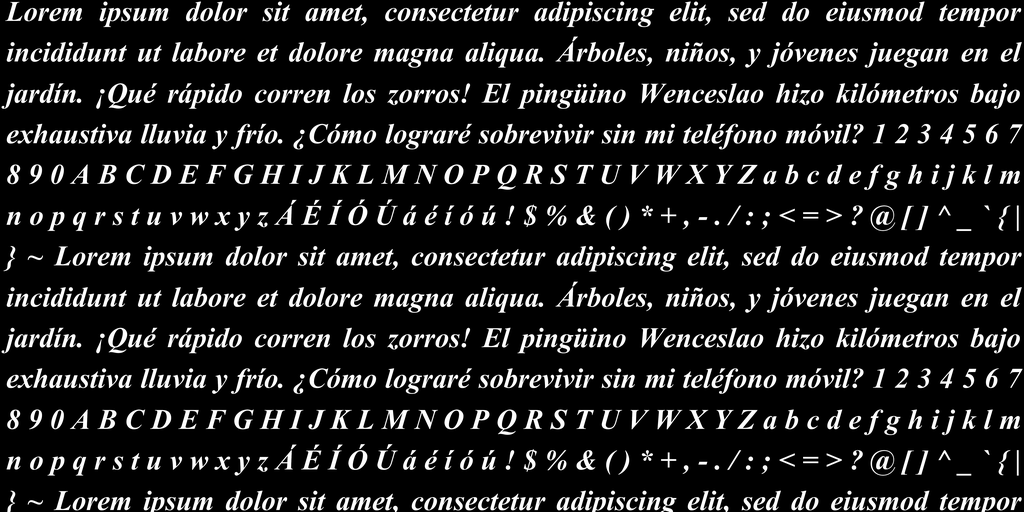 Lorem ipsum dolor sit amet, consectetur adipiscing elit, sed do eiusmod tempor
incididunt ut labore et dolore magna aliqua. Árboles, niños, y jóvenes juegan en el
jardín. ¡Qué rápido corren los zorros! El pingüino Wenceslao hizo kilómetros bajo
exhaustiva lluvia y frío. ¿Cómo lograré sobrevivir sin mi teléfono móvil? 1 2 3 4 5 6 7
8 9 0 A B C D E F G H I J K L M N O P Q R S T U V W X Y Z a b c d e f g h i j k l m
n o p q r s t u v w x y z Á É Í Ó Ú á é í ó ú ! $ % & ( ) * + , - . / : ; < = > ? @ [ ] ^ _ ` { |
} ~ Lorem ipsum dolor sit amet, consectetur adipiscing elit, sed do eiusmod tempor
incididunt ut labore et dolore magna aliqua. Árboles, niños, y jóvenes juegan en el
jardín. ¡Qué rápido corren los zorros! El pingüino Wenceslao hizo kilómetros bajo
exhaustiva lluvia y frío. ¿Cómo lograré sobrevivir sin mi teléfono móvil? 1 2 3 4 5 6 7
8 9 0 A B C D E F G H I J K L M N O P Q R S T U V W X Y Z a b c d e f g h i j k l m
n o p q r s t u v w x y z Á É Í Ó Ú á é í ó ú ! $ % & ( ) * + , - . / : ; < = > ? @ [ ] ^ _ ` { |
} ~ Lorem ipsum dolor sit amet, consectetur adipiscing elit, sed do eiusmod tempor